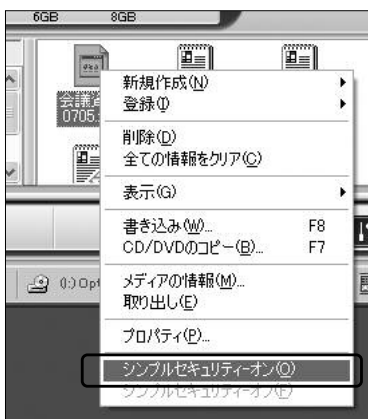 6GB 8GB
会議
0705.
新規作成(N)
登録(I)
削除(D)
全ての情報をクリア(C)
表示(G)
書き込み(W)... F8
CD/DVDのコピー(B)... F7
(I:) Opt
メディアの情報(M)...
取り出し(E)
プロパティ(P)...
シンプルセキュリティーオン(O)
シンプルセキュリティーオフ(F)